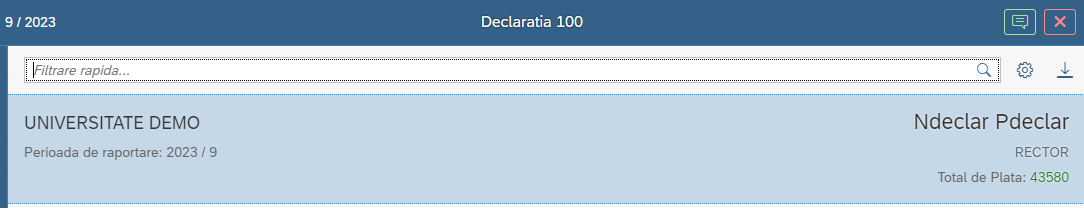 9 / 2023
Declaratia 100
Filtrare rapida...
UNIVERSITATE DEMO
Ndeclar Pdeclar
Perioada de raportare: 2023 / 9
RECTOR
Total de Plata: 43580